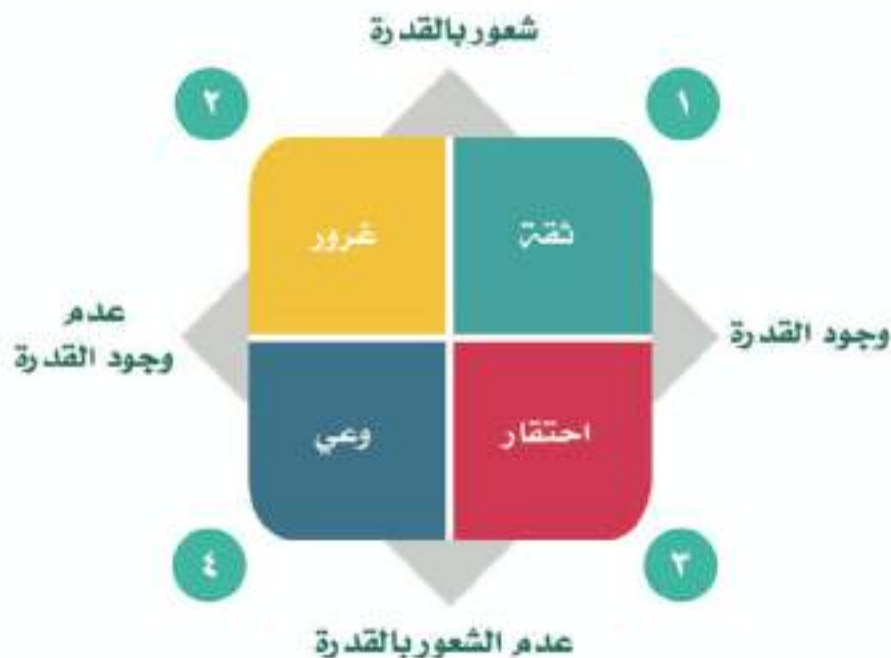 شعور بالقدرة
١
٢
ثقة
غرور
وجود القدرة
عدم
وجود القدرة
احتقار
وعي
٣
٤
عدم الشعور بالقدرة